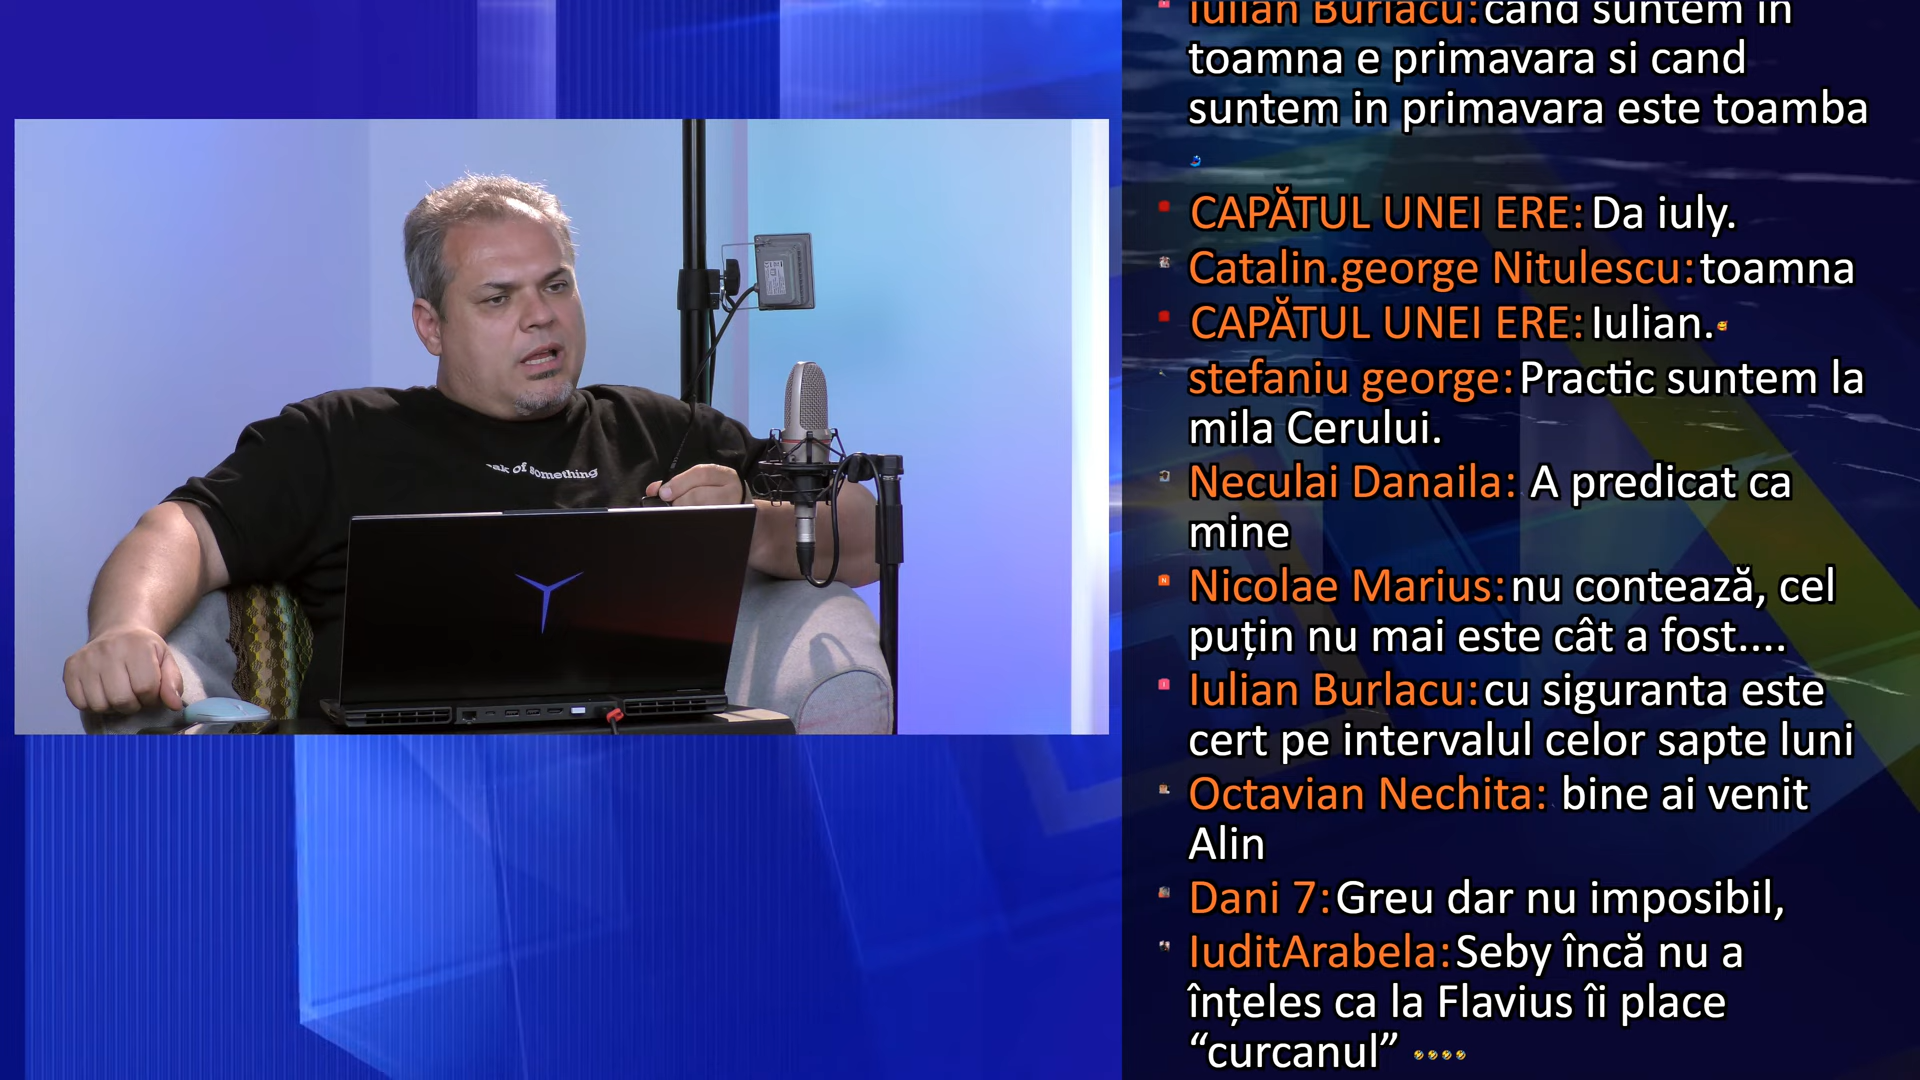 Iulian Burlacu: cand suntem in
toamna e primavara si cand
suntem in primavara este toamba
CAPĂTUL UNEI ERE: Da iuly.
Catalin.george Nitulescu: toamna
CAPĂTUL UNEI ERE: Iulian.
stefaniu george: Practic suntem la
mila Cerului.
Neculai Danaila: A predicat ca
mine
Nicolae Marius: nu contează, cel
puțin nu mai este cât a fost....
Iulian Burlacu: cu siguranta este
cert pe intervalul celor sapte luni
Octavian Nechita: bine ai venit
Alin
Dani 7: Greu dar nu imposibil,
IuditArabela: Seby încă nu a
înțeles ca la Flavius îi place
“curcanul”
of something